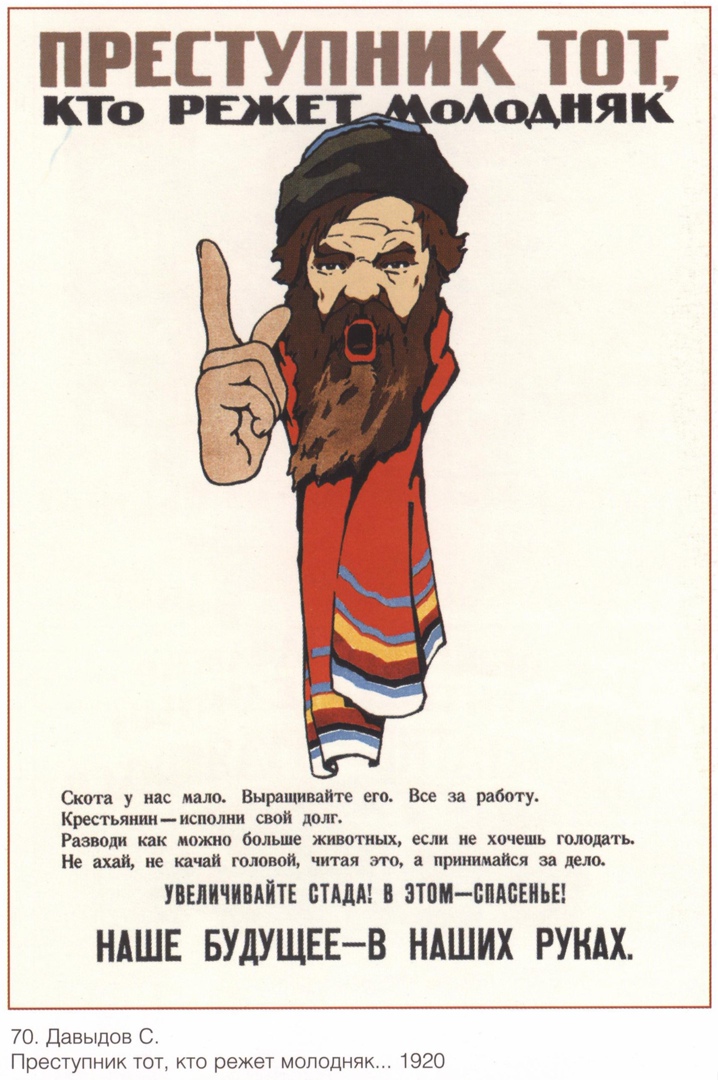 ПРЕСТУПНИК ТОТ,
КТО РЕЖЕТ МОЛОДНЯК
Скота у нас мало. Выращивайте его. Все за работу.
Крестьянин—исполни свой долг.
Разводи как можно больше животных, если не хочешь голодать.
Не ахай, не качай головой, читая это, а принимайся за дело.
УВЕЛИЧИВАЙТЕ СТАДА! В ЭТОМ—СПАСЕНЬЕ!
НАШЕ БУДУЩЕЕ—В НАШИХ РУКАХ.
70. Давыдов С.
Преступник тот, кто режет молодняк... 1920